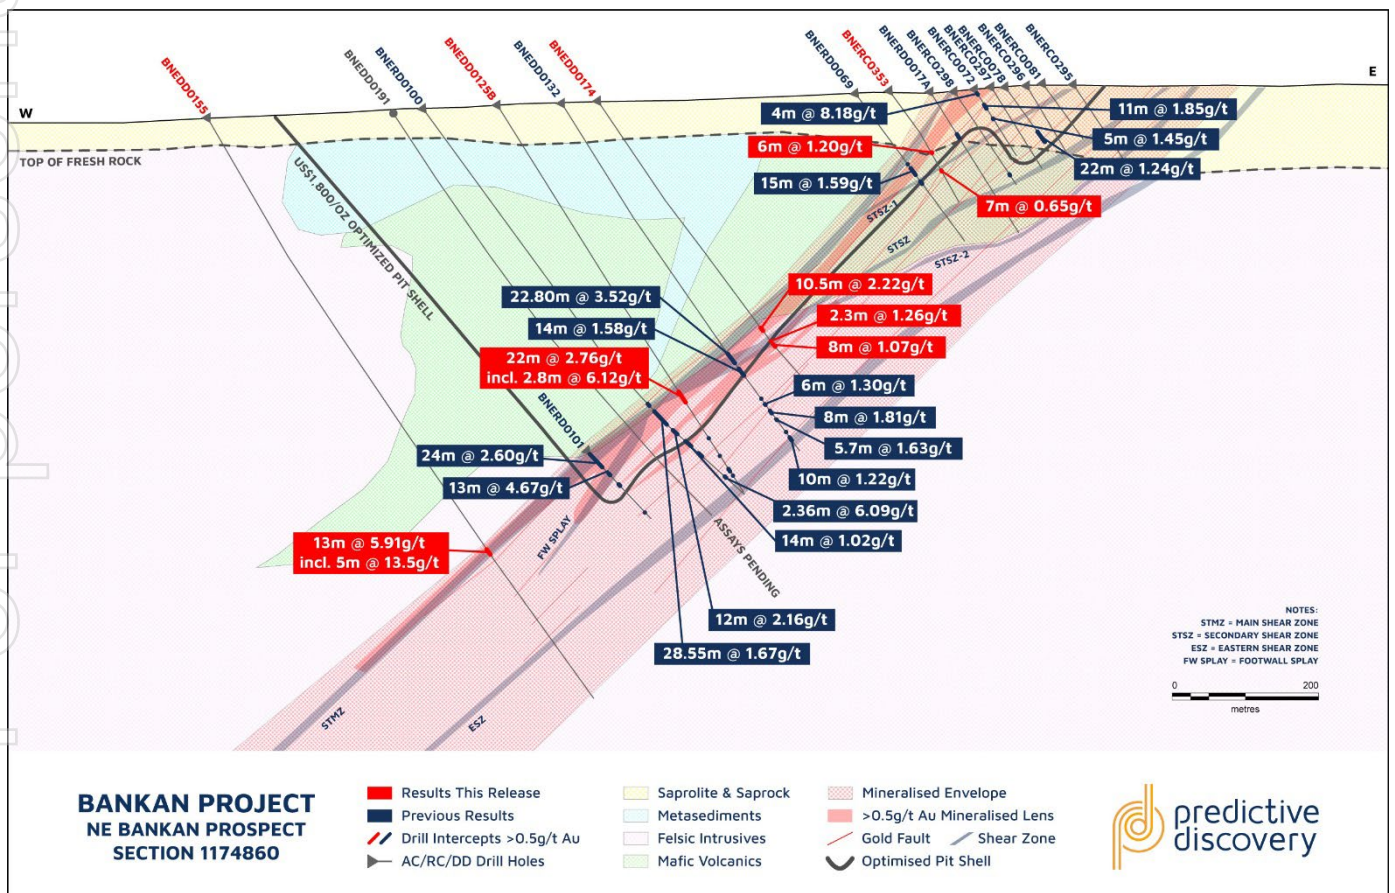 BNEDD0155
BNEDD0191
BNERD0100
BNEDD0125B
BNEDD0132
BNEDD0174
BNERD0069
BNERC0353
BNERD0017A
BNERC0298
BNERC0072
BNERC0297
BNERC0078
BNERC0296
BNERC0081
BNERC0295
W
E
TOP OF FRESH ROCK
US$1,800/OZ OPTIMIZED PIT SHELL
4m @ 8.18g/t
11m @ 1.85g/t
6m @ 1.20g/t
5m @ 1.45g/t
15m @ 1.59g/t
22m @ 1.24g/t
7m @ 0.65g/t
STSZ-1
STSZ
STSZ-2
10.5m @ 2.22g/t
22.80m @ 3.52g/t
2.3m @ 1.26g/t
14m @ 1.58g/t
8m @ 1.07g/t
22m @ 2.76g/t
incl. 2.8m @ 6.12g/t
6m @ 1.30g/t
8m @ 1.81g/t
BNERD0101
5.7m @ 1.63g/t
24m @ 2.60g/t
10m @ 1.22g/t
13m @ 4.67g/t
2.36m @ 6.09g/t
14m @ 1.02g/t
FW SPLAY
ASSAYS PENDING
13m @ 5.91g/t
incl. 5m @ 13.5g/t
12m @ 2.16g/t
28.55m @ 1.67g/t
STMZ
ESZ
NOTES:
STMZ = MAIN SHEAR ZONE
STSZ = SECONDARY SHEAR ZONE
ESZ = EASTERN SHEAR ZONE
FW SPLAY = FOOTWALL SPLAY
0 200
metres
BANKAN PROJECT
NE BANKAN PROSPECT
SECTION 1174860
Results This Release
Previous Results
Drill Intercepts >0.5g/t Au
AC/RC/DD Drill Holes
Saprolite & Saprock
Metasediments
Felsic Intrusives
Mafic Volcanics
Mineralised Envelope
>0.5g/t Au Mineralised Lens
Gold Fault
Shear Zone
Optimised Pit Shell
predictive
discovery